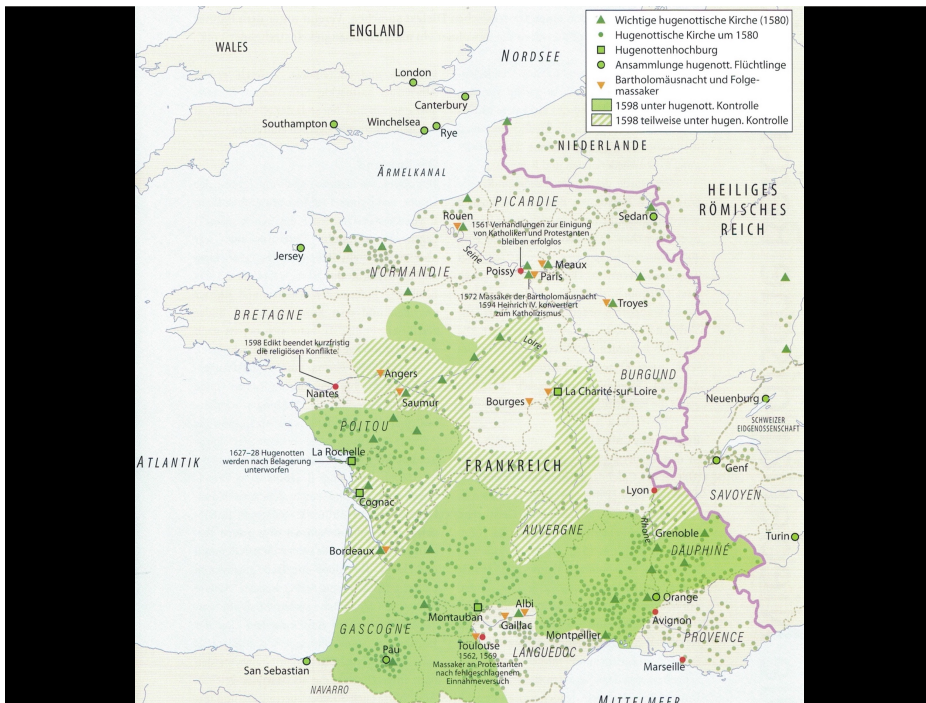 Wichtige hugenottische Kirche (1580)
Hugenottische Kirche um 1580
Hugenottenhochburg
Ansammlunge hugenott. Flüchtlinge
Bartholomäusnacht und Folge-
massaker
1598 unter hugenott. Kontrolle
1598 teilweise unter hugen. Kontrolle
ENGLAND
WALES
NORDSEE
London
Canterbury
Southampton
Winchelsea
Rye
NIEDERLANDE
ÄRMELKANAL
HEILIGES
RÖMISCHES
REICH
PICARDIE
Rouen
Sedan
1561 Verhandlungen zur Einigung
von Katholiken und Protestanten
bleiben erfolglos
Jersey
Seine
NORMANDIE
Poissy
Meaux
Paris
1572 Massaker der Bartholomäusnacht
1594 Heinrich IV. konvertiert
zum Katholizismus
Troyes
BRETAGNE
1598 Edikt beendet kurzfristig
die religiösen Konflikte
Loire
Angers
BURGUND
Nantes
Saumur
Bourges
La Charité-sur-Loire
Neuenburg
SCHWEIZER
EIDGENOSSENSCHAFT
POITOU
1627–28 Hugenotten
werden nach Belagerung
unterworfen
La Rochelle
ATLANTIK
FRANKREICH
Genf
Lyon
SAVOYEN
Cognac
AUVERGNE
Rhone
Grenoble
Turin
Bordeaux
DAUPHINÉ
Orange
Albi
Montauban
Gaillac
Avignon
GASCOGNE
Montpellier
PROVENCE
Toulouse
LANGUEDOC
1562, 1569
Massaker an Protestanten
nach fehlgeschlagenem
Einnahmeversuch
Pau
Marseille
San Sebastian
NAVARRO
MITTELMEER